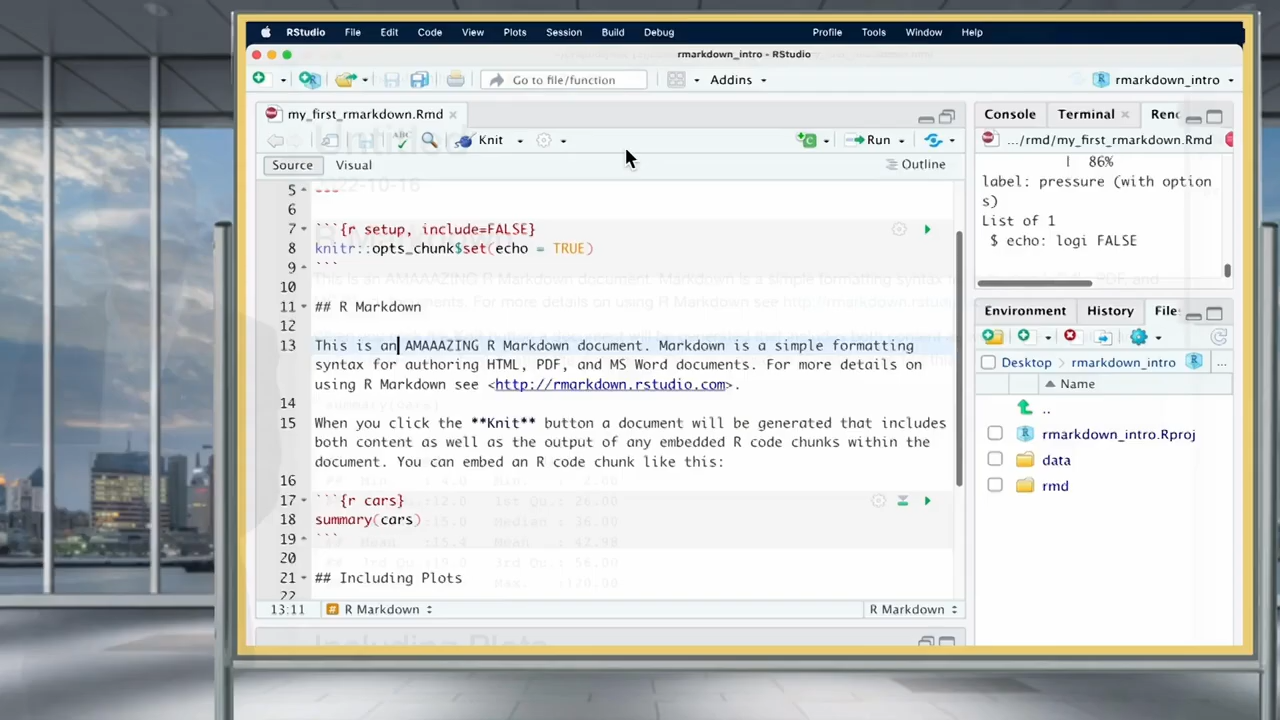 RStudio File Edit Code View Plots Session Build Debug Profile Tools Window Help
rmarkdown_intro - RStudio
Go to file/function Addins rmarkdown_intro
my_first_rmarkdown.Rmd
ABC Knit Run
Source Visual Outline
2022-10-16
5 ---
6
7 ```{r setup, include=FALSE}
8 knitr::opts_chunk$set(echo = TRUE)
9 ```
10
11 ## R Markdown
12
13 This is an AMAAAZING R Markdown document. Markdown is a simple formatting
syntax for authoring HTML, PDF, and MS Word documents. For more details on
using R Markdown see <http://rmarkdown.rstudio.com>.
14
15 When you click the **Knit** button a document will be generated that includes
both content as well as the output of any embedded R code chunks within the
document. You can embed an R code chunk like this:
16
17 ```{r cars}
18 summary(cars)
19 ```
20
21 ## Including Plots
22
13:11 R Markdown R Markdown
Including Plots
Console Terminal
.../rmd/my_first_rmarkdown.Rmd
| 86%
label: pressure (with option
s)
List of 1
$ echo: logi FALSE
Environment History Files
Desktop rmarkdown_intro ...
Name
..
rmarkdown_intro.Rproj
data
rmd